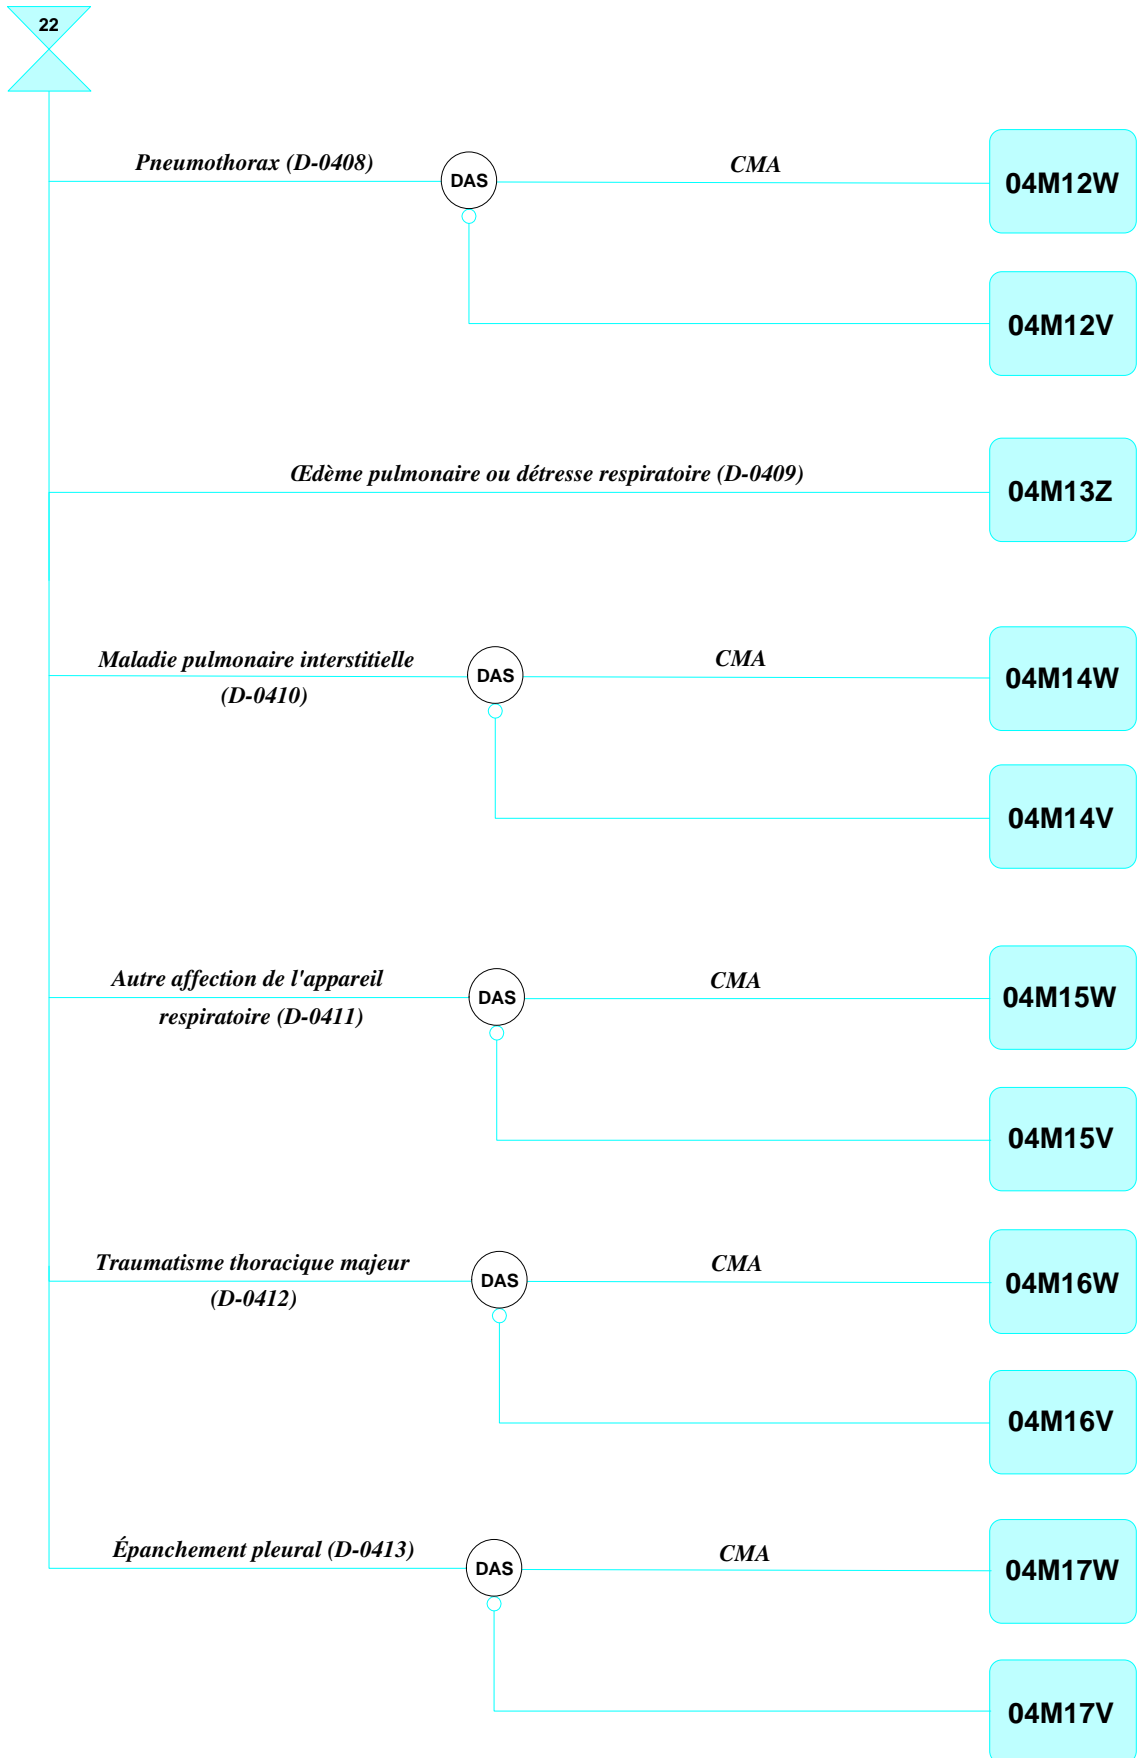 22
Pneumothorax (D-0408)
DAS
CMA
04M12W
04M12V
Œdème pulmonaire ou détresse respiratoire (D-0409)
04M13Z
Maladie pulmonaire interstitielle
(D-0410)
DAS
CMA
04M14W
04M14V
Autre affection de l'appareil
respiratoire (D-0411)
DAS
CMA
04M15W
04M15V
Traumatisme thoracique majeur
(D-0412)
DAS
CMA
04M16W
04M16V
Épanchement pleural (D-0413)
DAS
CMA
04M17W
04M17V